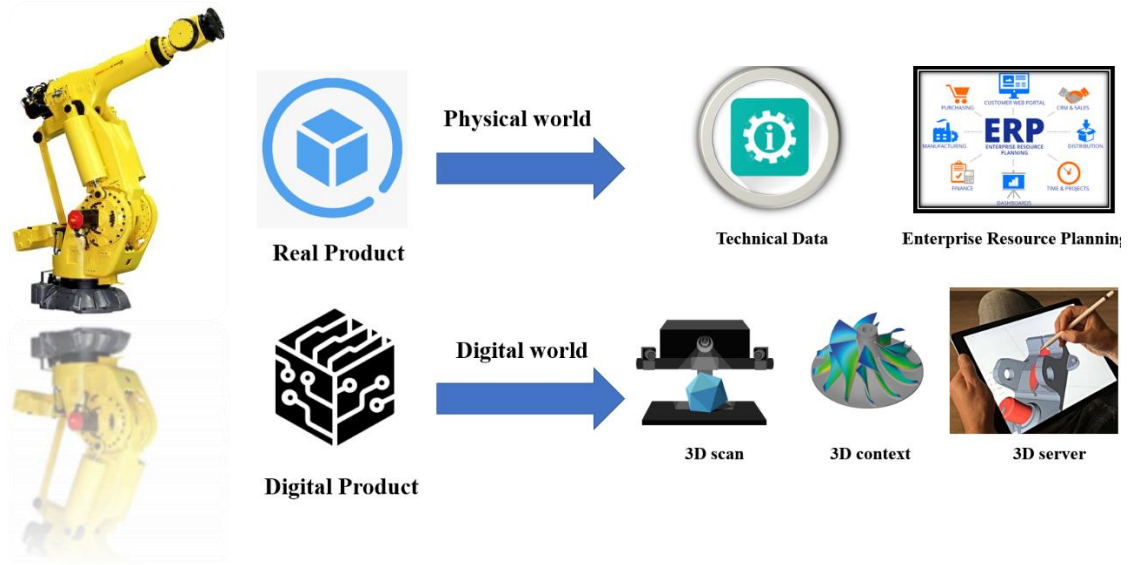 Physical world
Real Product
Technical Data
PURCHASING
CUSTOMER WEB PORTAL
CRM & SALES
MANUFACTURING
ERP
ENTERPRISE RESOURCE
PLANNING
DISTRIBUTION
FINANCE
DASHBOARDS
TIME & PROJECTS
Enterprise Resource Planning
Digital world
Digital Product
3D scan
3D context
3D server